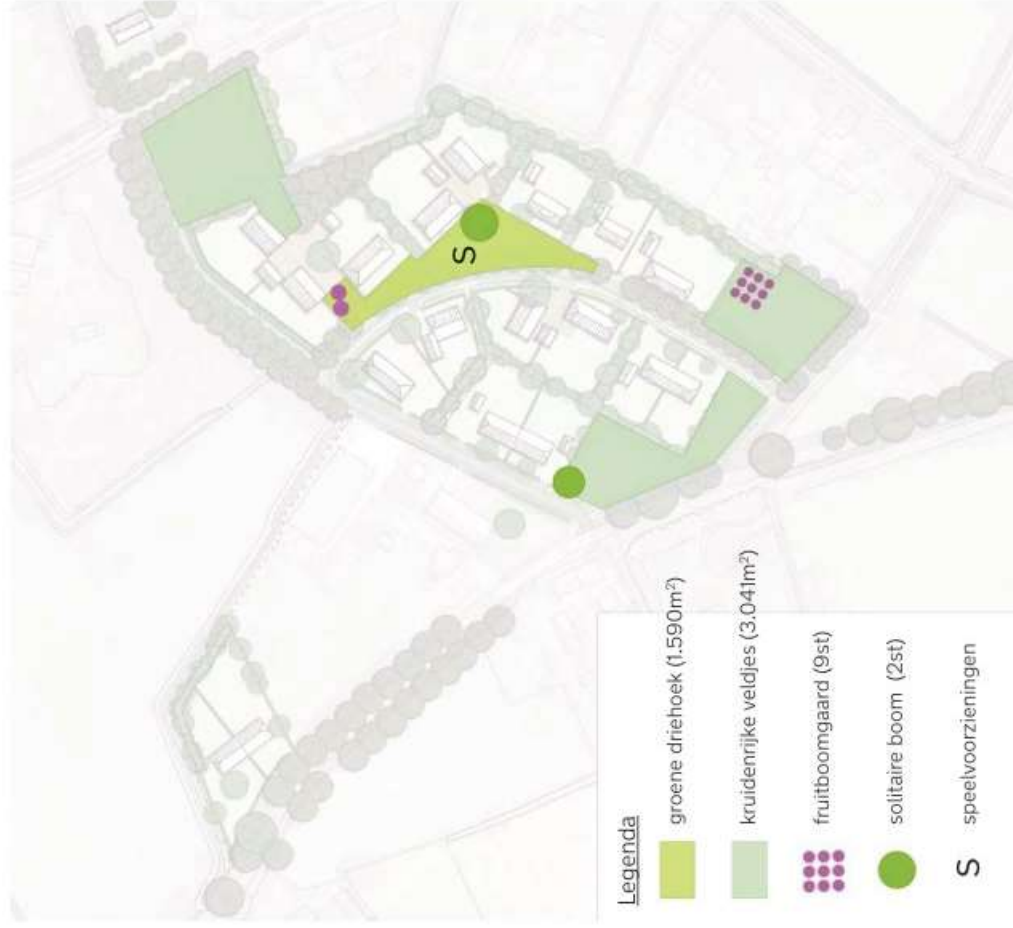 S
Legenda
groene driehoek (1.590m²)
kruidenrijke veldjes (3.041m²)
fruitboomgaard (9st)
solitaire boom (2st)
S speelvoorzieningen